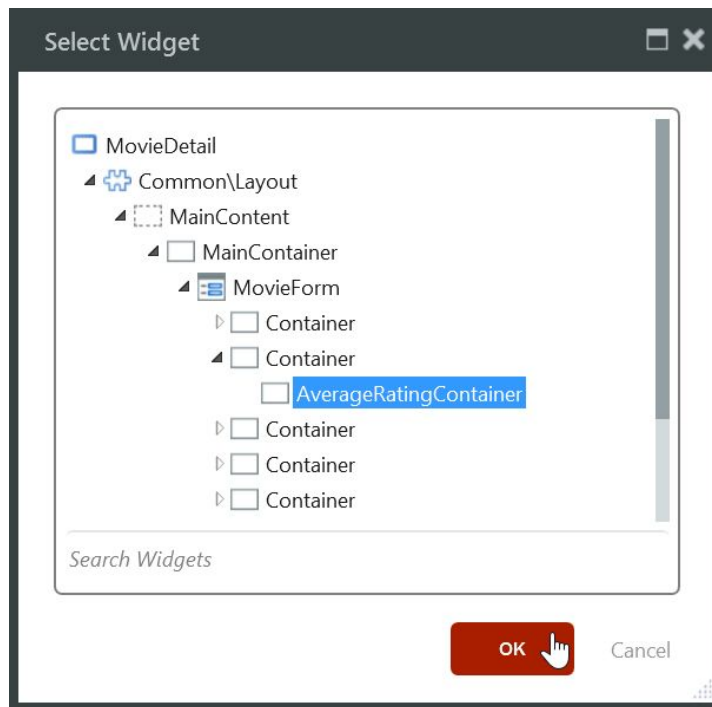 Select Widget
MovieDetail
Common\Layout
MainContent
MainContainer
MovieForm
Container
Container
AverageRatingContainer
Container
Container
Container
Search Widgets
OK
Cancel